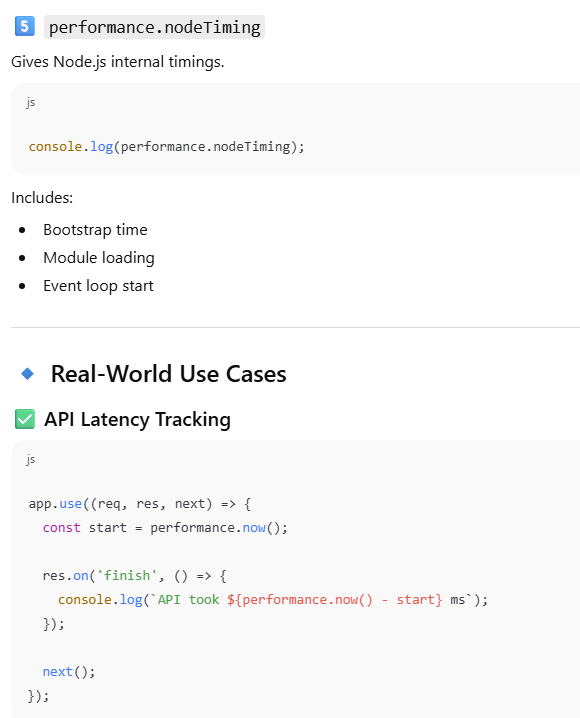 5 performance.nodeTiming
Gives Node.js internal timings.
js
console.log(performance.nodeTiming);
Includes:
• Bootstrap time
• Module loading
• Event loop start
🔹 Real-World Use Cases
✅ API Latency Tracking
js
app.use((req, res, next) => {
  const start = performance.now();
  res.on('finish', () => {
    console.log(`API took ${performance.now() - start} ms`);
  });
  next();
});